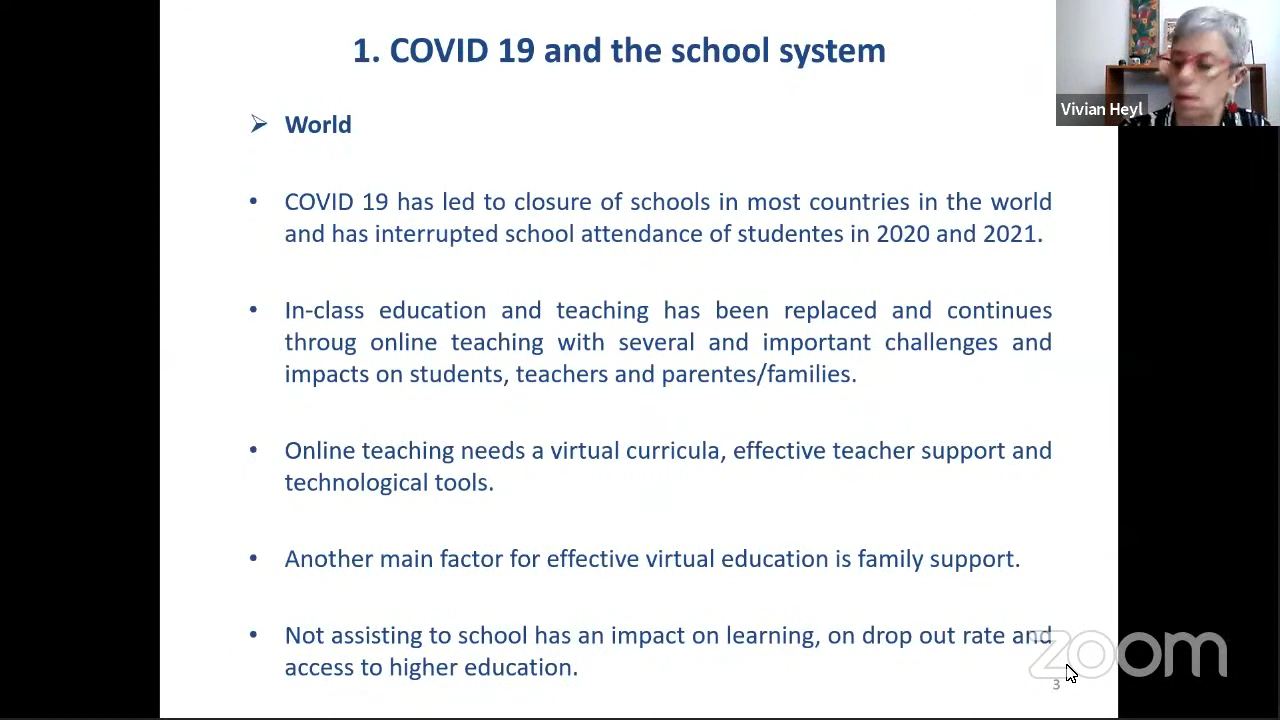 1. COVID 19 and the school system
Vivian Heyl
World
COVID 19 has led to closure of schools in most countries in the world
and has interrupted school attendance of studentes in 2020 and 2021.
In-class education and teaching has been replaced and continues
throug online teaching with several and important challenges and
impacts on students, teachers and parentes/families.
Online teaching needs a virtual curricula, effective teacher support and
technological tools.
Another main factor for effective virtual education is family support.
Not assisting to school has an impact on learning, on drop out rate and
access to higher education.
zoom
3